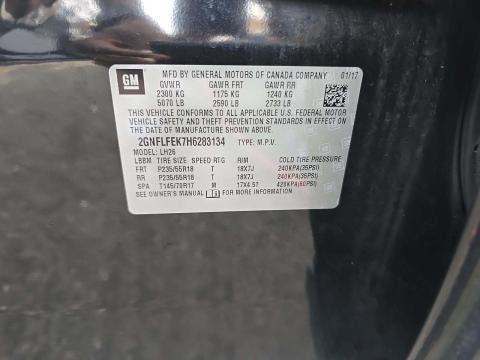 GM
MFD BY GENERAL MOTORS OF CANADA COMPANY 01/17
GVWR GAWR FRT GAWR RR
2300 KG 1175 KG 1240 KG
5070 LB 2590 LB 2733 LB
THIS VEHICLE CONFORMS TO ALL APPLICABLE U.S. FEDERAL MOTOR
VEHICLE SAFETY AND THEFT PREVENTION STANDARDS IN EFFECT
ON THE DATE OF MANUFACTURE SHOWN ABOVE.
2GNFLFEK7H6283134 TYPE: M.P.V.
MODEL: LH26
LBBM TIRE SIZE SPEED RTG RIM COLD TIRE PRESSURE
FRT P235/55R18 T 18X7J 240KPA(35PSI)
RR P235/55R18 T 18X7J 240KPA(35PSI)
SPA T145/70R17 M 17X4.5T 420KPA(60PSI)
SEE OWNER'S MANUAL FOR MORE INFORMATION.